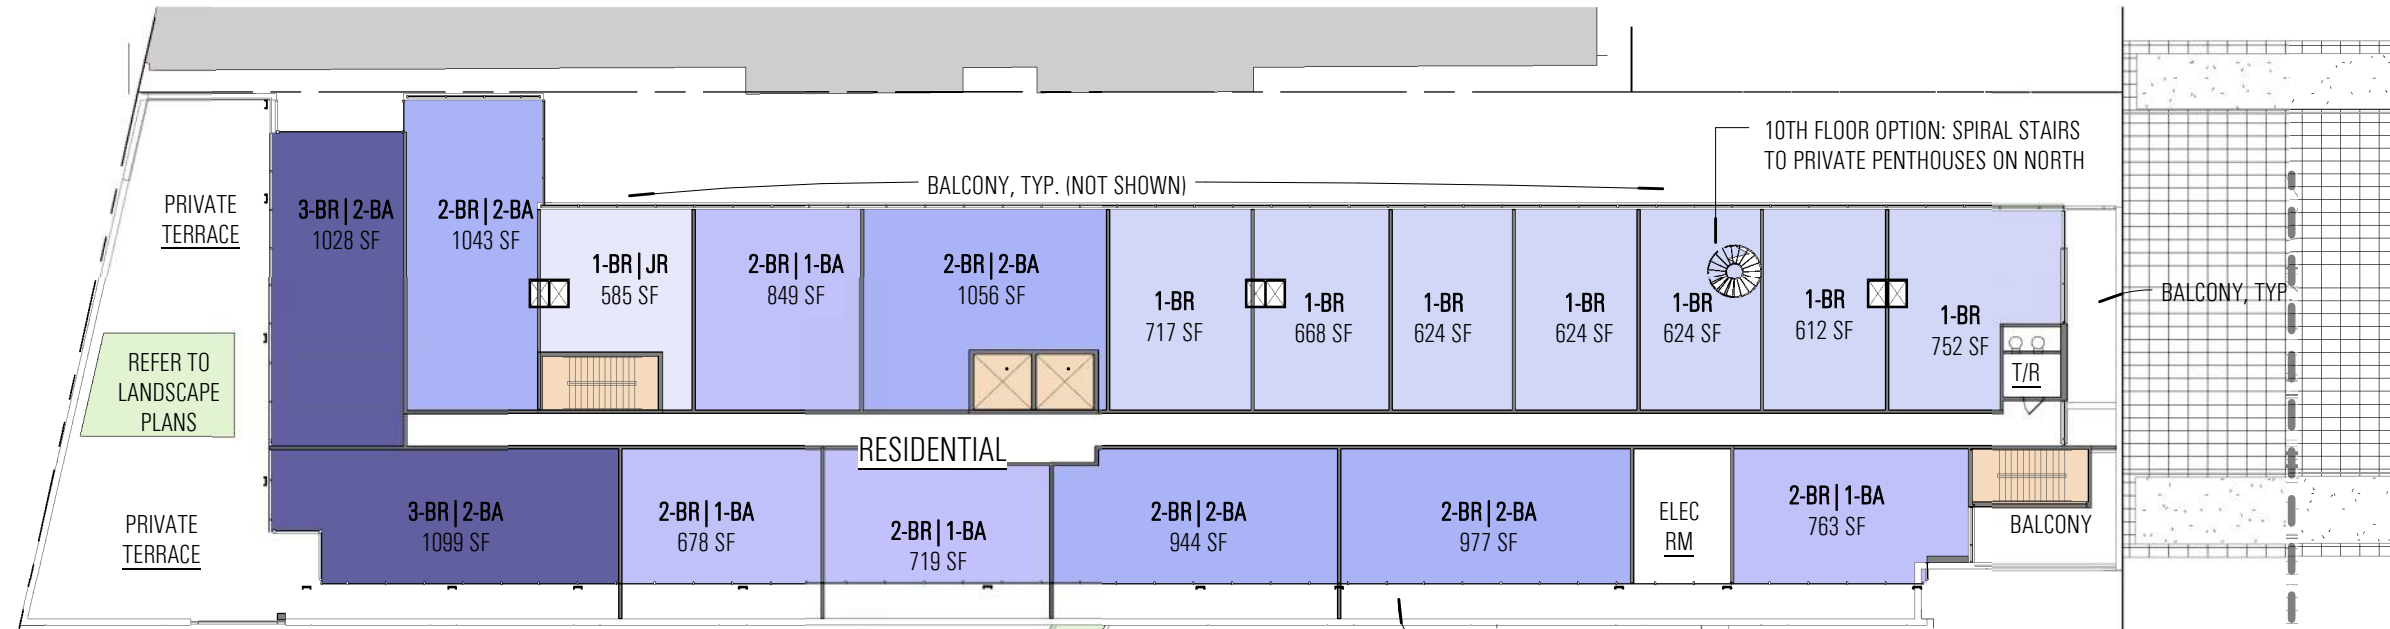 10TH FLOOR OPTION: SPIRAL STAIRS
TO PRIVATE PENTHOUSES ON NORTH
BALCONY, TYP. (NOT SHOWN)
PRIVATE
TERRACE
3-BR | 2-BA
1028 SF
2-BR | 2-BA
1043 SF
1-BR | JR
585 SF
2-BR | 1-BA
849 SF
2-BR | 2-BA
1056 SF
1-BR
717 SF
1-BR
668 SF
1-BR
624 SF
1-BR
624 SF
1-BR
624 SF
1-BR
612 SF
1-BR
752 SF
T/R
BALCONY, TYP
REFER TO
LANDSCAPE
PLANS
RESIDENTIAL
PRIVATE
TERRACE
3-BR | 2-BA
1099 SF
2-BR | 1-BA
678 SF
2-BR | 1-BA
719 SF
2-BR | 2-BA
944 SF
2-BR | 2-BA
977 SF
ELEC
RM
2-BR | 1-BA
763 SF
BALCONY